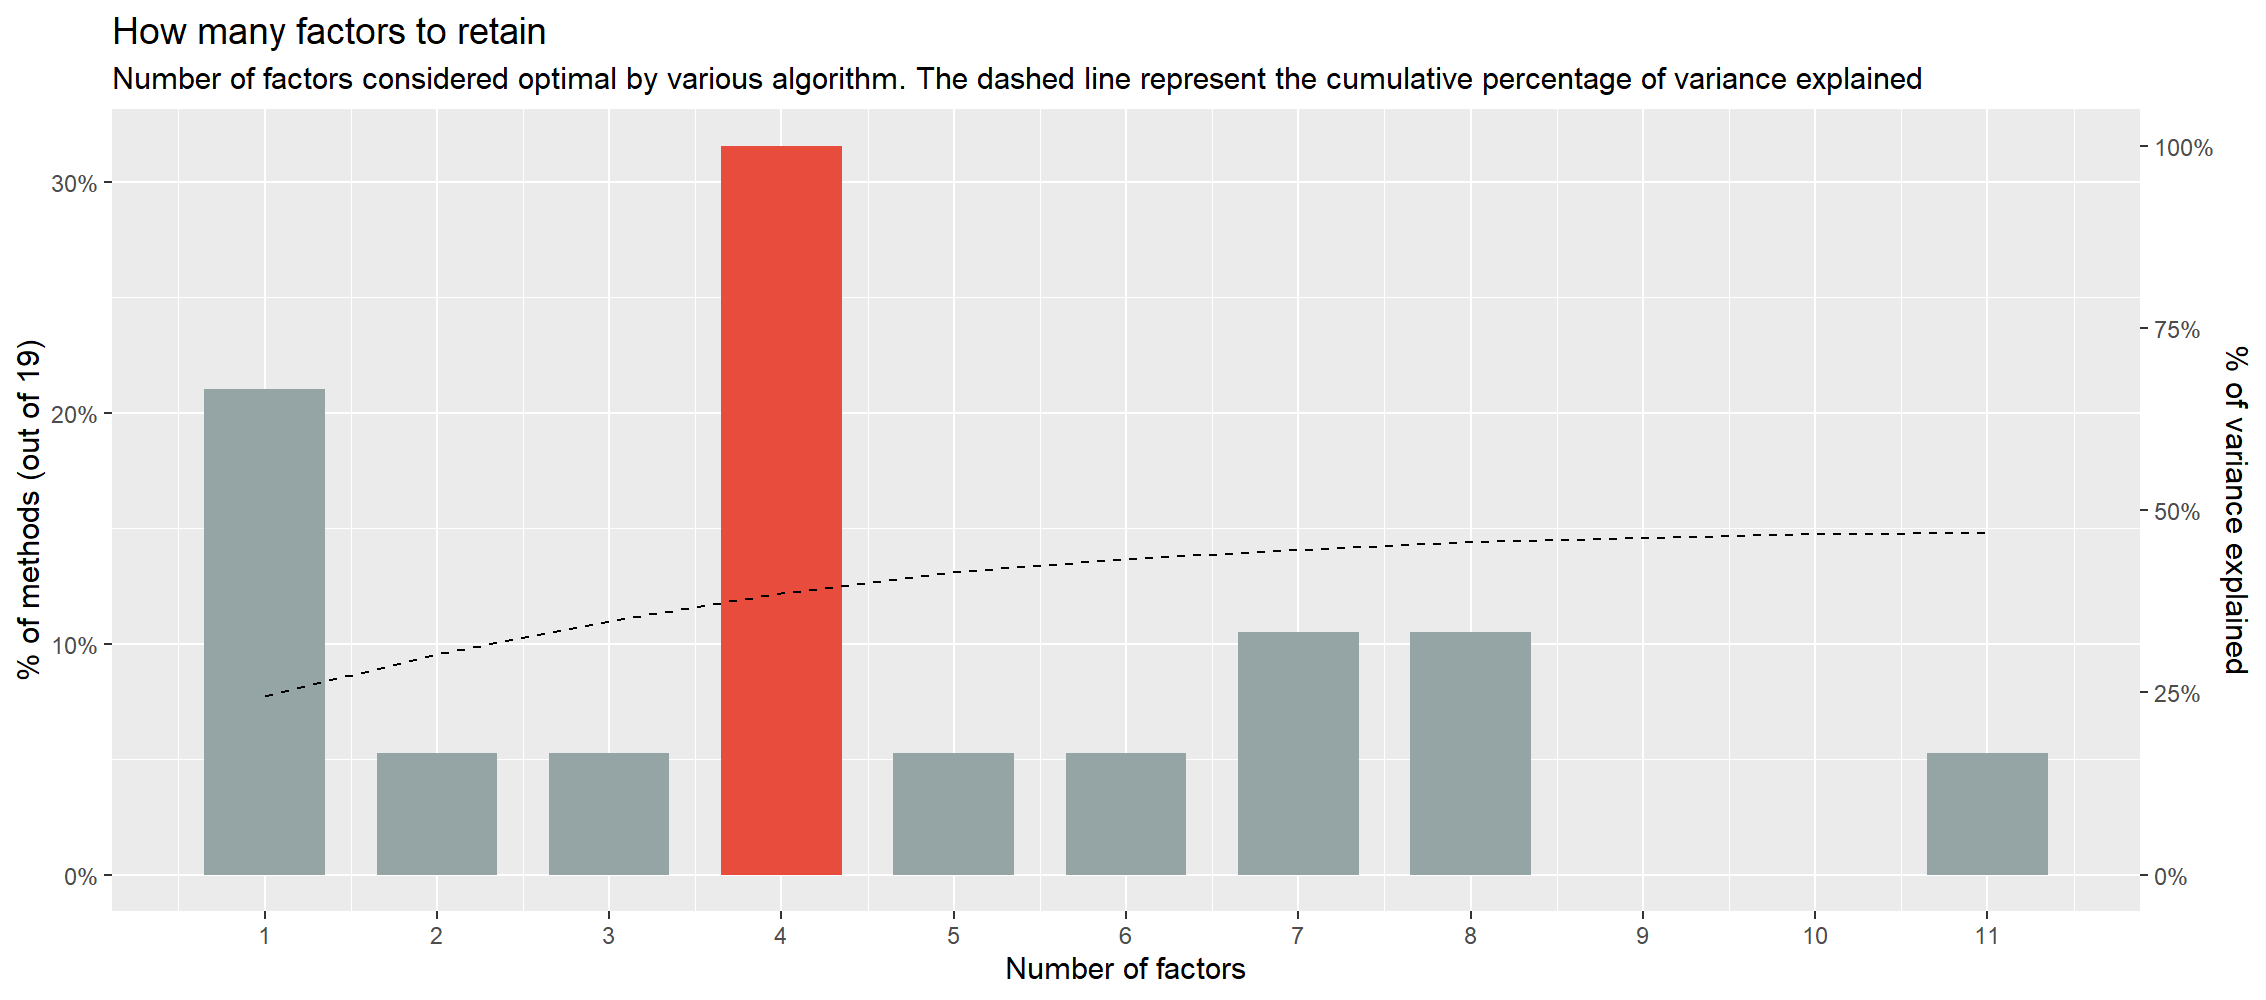 How many factors to retain
Number of factors considered optimal by various algorithm. The dashed line represent the cumulative percentage of variance explained
% of methods (out of 19)
30%
20%
10%
0%
100%
75%
50%
25%
0%
% of variance explained
1 2 3 4 5 6 7 8 9 10 11
Number of factors